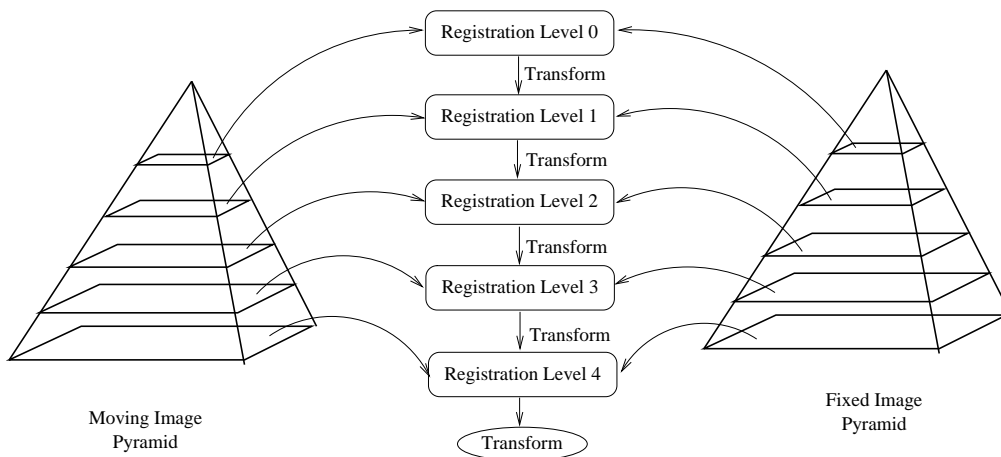 Registration Level 0
Transform
Registration Level 1
Transform
Registration Level 2
Transform
Registration Level 3
Transform
Registration Level 4
Transform
Moving Image
Pyramid
Fixed Image
Pyramid